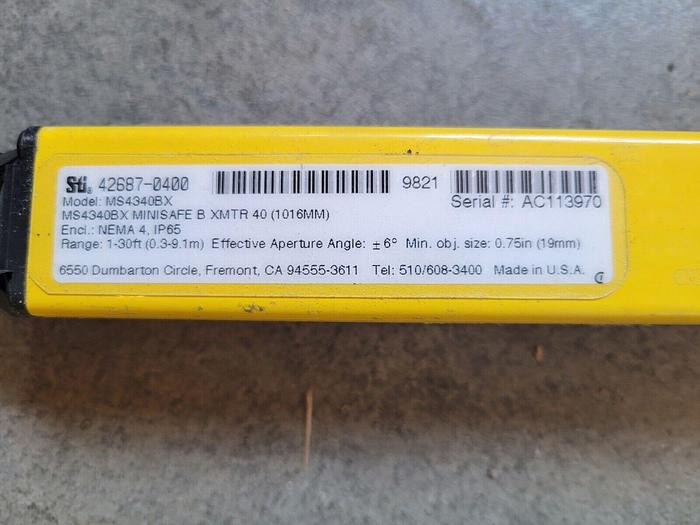 Sti® 42687-0400 9821
Model: MS4340BX Serial #: AC113970
MS4340BX MINISAFE B XMTR 40 (1016MM)
Encl.: NEMA 4, IP65
Range: 1-30ft (0.3-9.1m) Effective Aperture Angle: ± 6° Min. obj. size: 0.75in (19mm)
6550 Dumbarton Circle, Fremont, CA 94555-3611 Tel: 510/608-3400 Made in U.S.A.